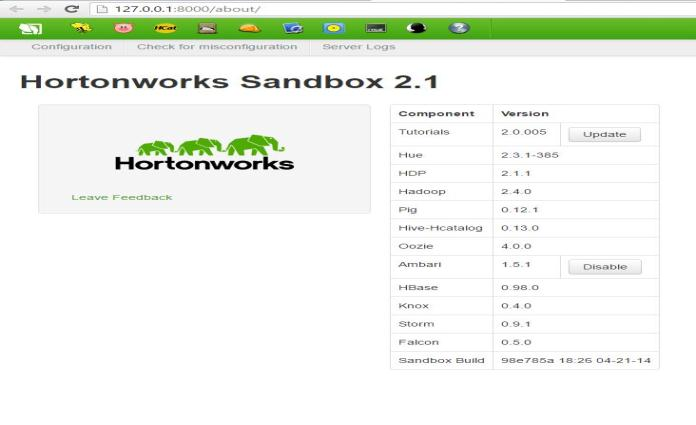 127.0.0.1:8000/about/
HCat
Configuration Check for misconfiguration Server Logs
Hortonworks Sandbox 2.1
Hortonworks
Leave Feedback
Component Version
Tutorials 2.0.005 Update
Hue 2.3.1-385
HDP 2.1.1
Hadoop 2.4.0
Pig 0.12.1
Hive-Hcatalog 0.13.0
Oozie 4.0.0
Ambari 1.5.1 Disable
HBase 0.98.0
Knox 0.4.0
Storm 0.9.1
Falcon 0.5.0
Sandbox Build 98e785a 18:26 04-21-14